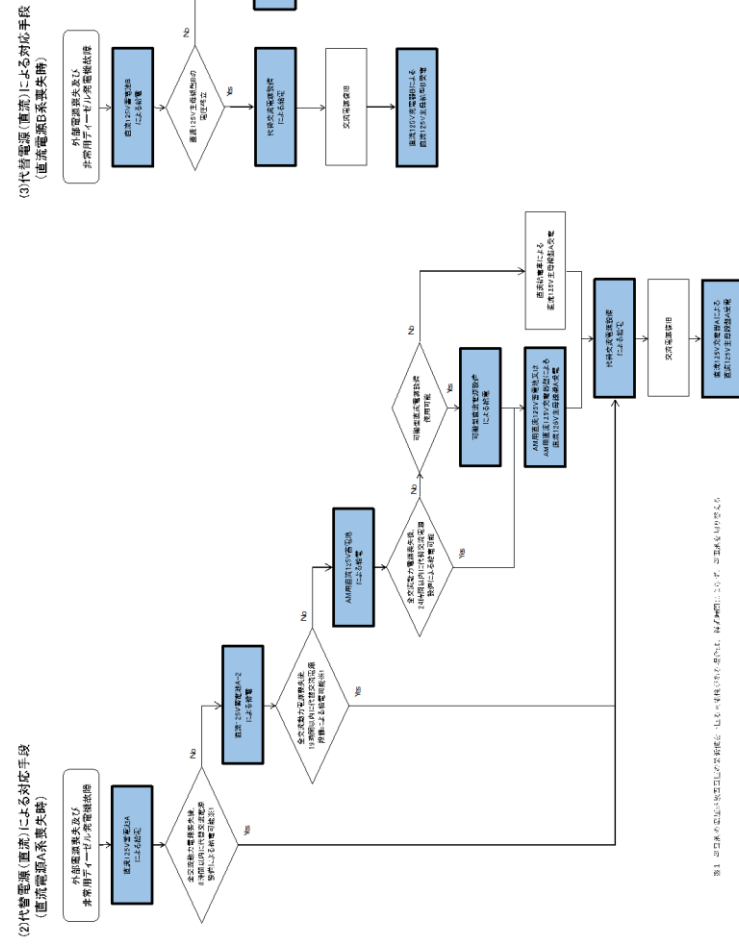 (2)代替電源(直流)による対応手段
(直流電源A系喪失時)
外部電源喪失及び
非常用ディーゼル発電機故障
直流125V蓄電池A
による給電
全交流動力電源喪失後,
8時間以内に代替交流電源
設備による給電可能※1
No
Yes
直流125V蓄電池A-2
による給電
全交流動力電源喪失後,
19時間以内に代替交流電源
設備による給電可能※1
No
Yes
AM用直流125V蓄電池
による給電
全交流動力電源喪失後,
24時間以内に代替交流電源
設備による給電可能
No
Yes
可搬型直流電源設備
使用可能
No
Yes
可搬型直流電源設備
による給電
AM用直流125V蓄電池又は
AM用直流125V充電器盤による
直流125V主母線盤A受電
直流給電車による
直流125V主母線盤A受電
代替交流電源設備
による給電
交流電源復旧
直流125V充電器Aによる
直流125V主母線盤A受電
(3)代替電源(直流)による対応手段
(直流電源B系喪失時)
外部電源喪失及び
非常用ディーゼル発電機故障
直流125V蓄電池B
による給電
直流125V主母線盤Bの
電圧確立
No
Yes
代替交流電源設備
による給電
交流電源復旧
直流125V充電器Bによる
直流125V主母線盤B受電